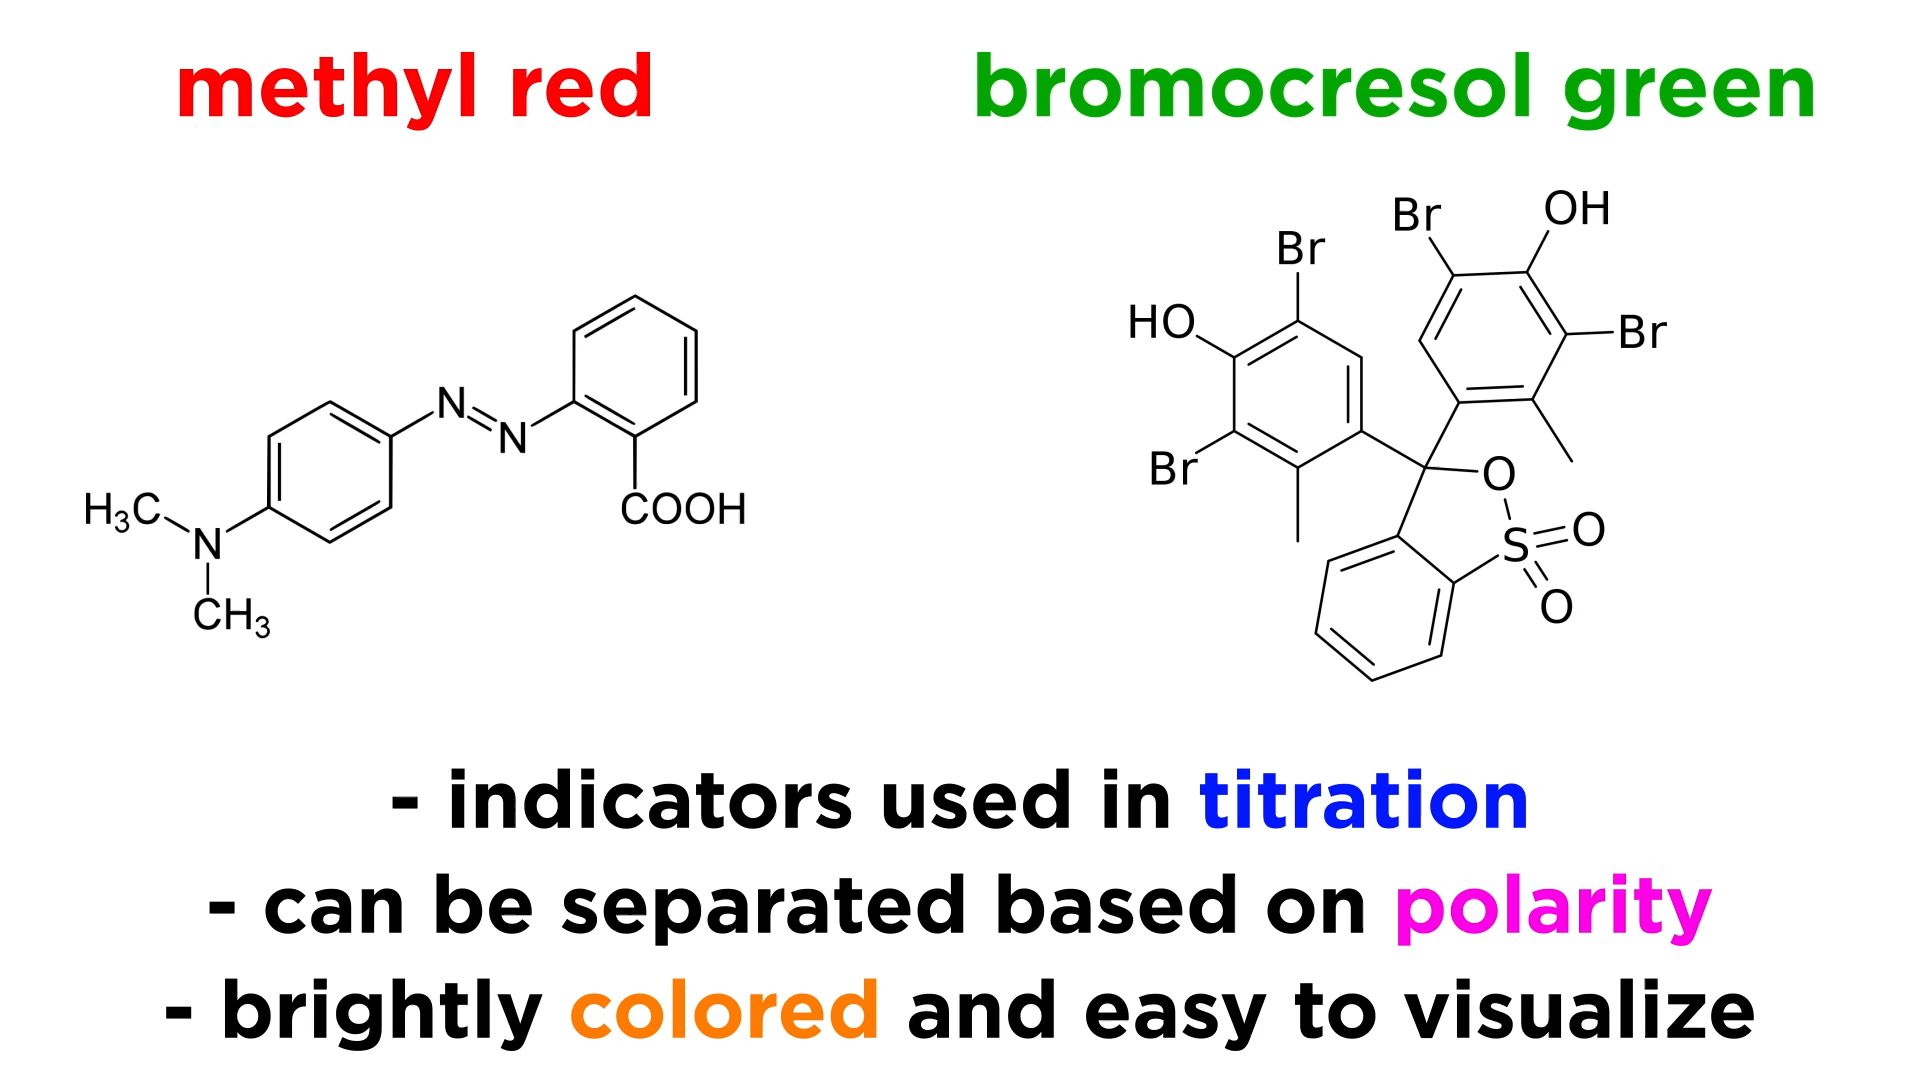 methyl red
bromocresol green
H₃C
N
CH₃
N
N
COOH
Br
OH
Br
HO
Br
Br
O
S
O
O
- indicators used in titration
- can be separated based on polarity
- brightly colored and easy to visualize